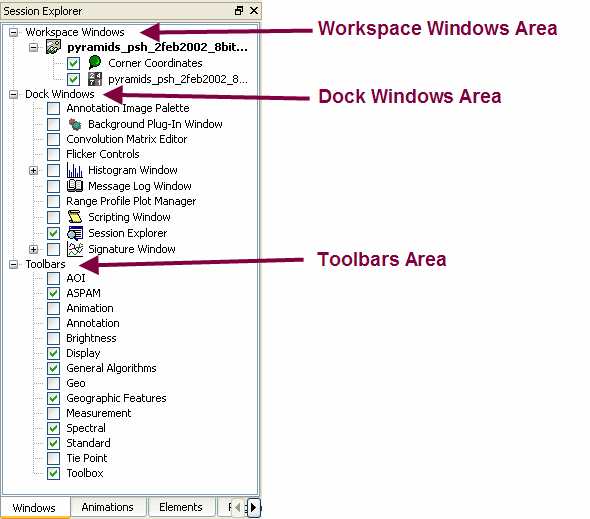 Session Explorer
Workspace Windows
pyramids_psh_2feb2002_8bit...
Corner Coordinates
pyramids_psh_2feb2002_8...
Dock Windows
Annotation Image Palette
Background Plug-In Window
Convolution Matrix Editor
Flicker Controls
Histogram Window
Message Log Window
Range Profile Plot Manager
Scripting Window
Session Explorer
Signature Window
Toolbars
AOI
ASPAM
Animation
Annotation
Brightness
Display
General Algorithms
Geo
Geographic Features
Measurement
Spectral
Standard
Tie Point
Toolbox
Windows Animations Elements
Workspace Windows Area
Dock Windows Area
Toolbars Area